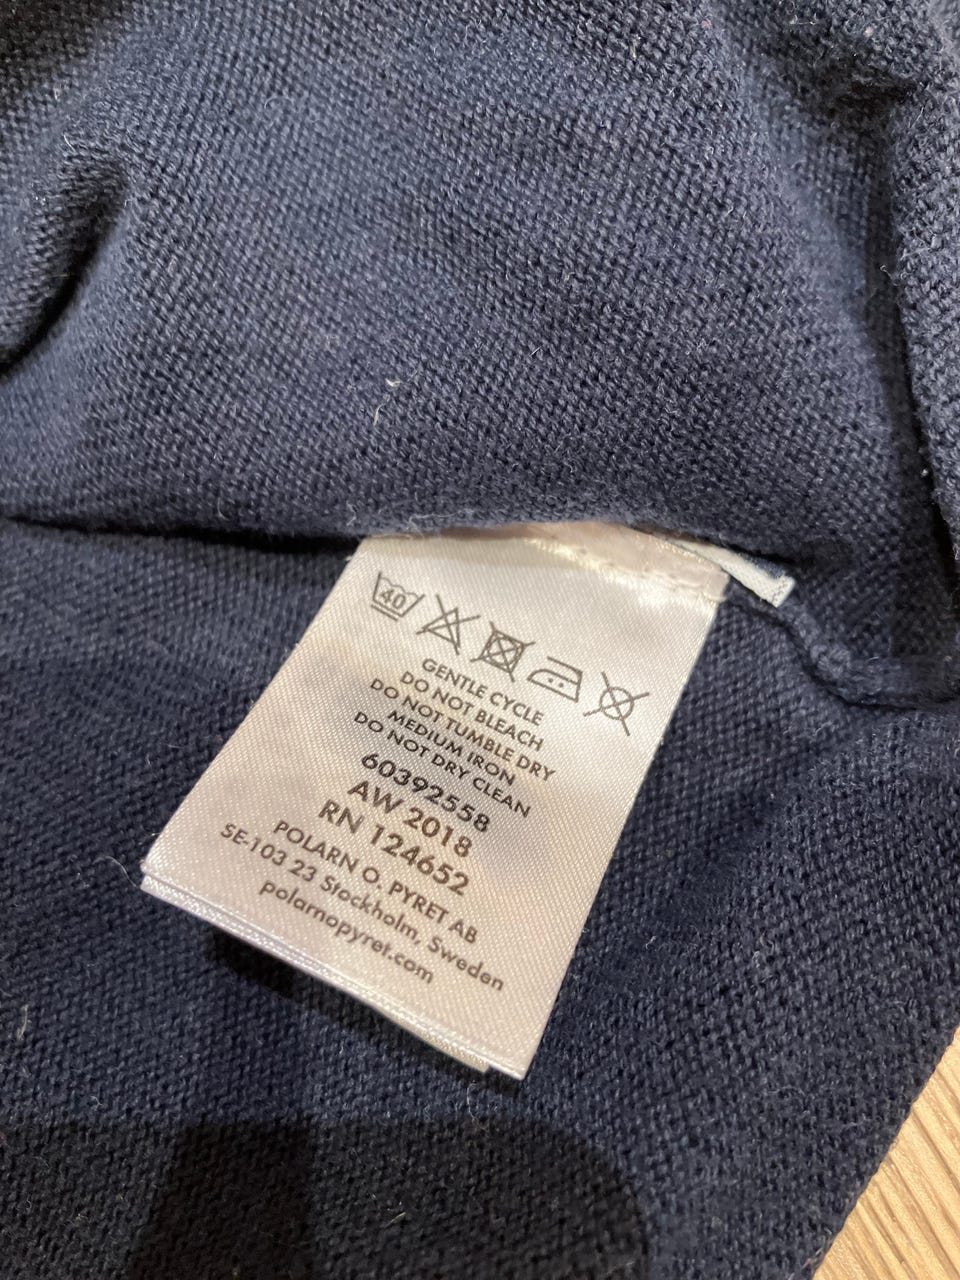 40
GENTLE CYCLE
DO NOT BLEACH
DO NOT TUMBLE DRY
MEDIUM IRON
DO NOT DRY CLEAN
60392558
AW 2018
RN 124652
POLARN O. PYRET AB
SE-103 23 Stockholm, Sweden
polarnopyret.com